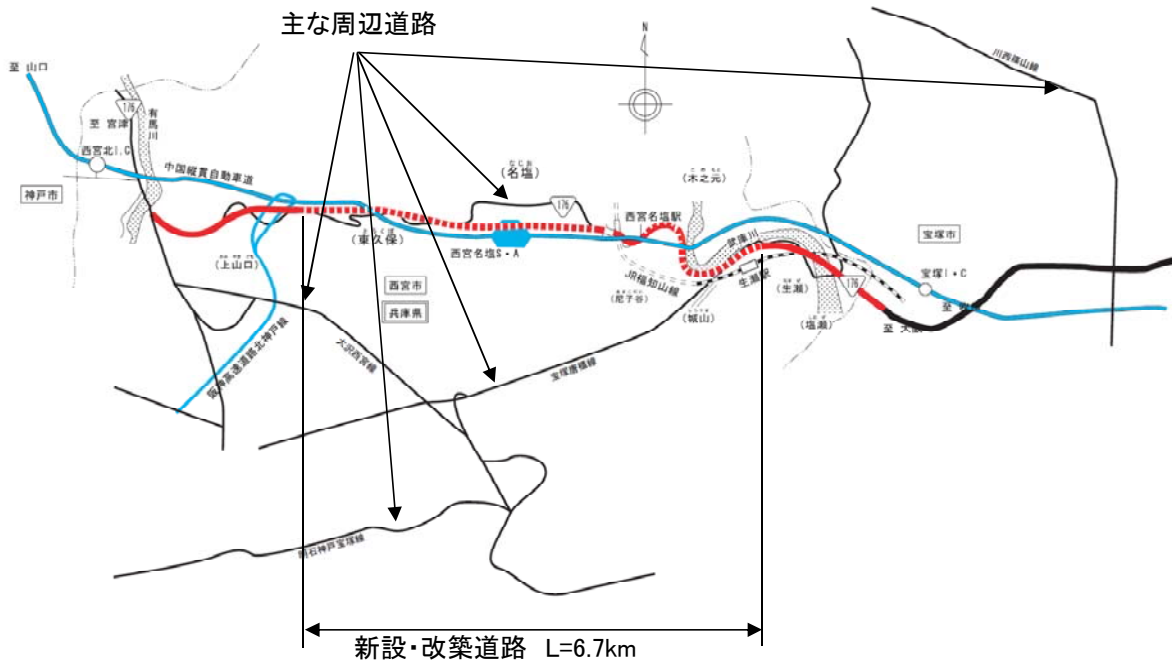 主な周辺道路
N
川西篠山線
至 山口
176
有馬川
至 宮津
西宮北I.C
中国縦貫自動車道
神戸市
なじお
(名塩)
176
(木之元)
西宮名塩駅
武庫川
宝塚市
(東久保)
西宮名塩S・A
(上山口)
西宮市
兵庫県
JR福知山線
(尼子谷)
生瀬駅
(城山)
(生瀬)
176
(塩瀬)
宝塚I・C
至 大阪
阪神高速道路北神戸線
大沢西宮線
宝塚唐櫃線
明石神戸宝塚線
新設・改築道路 L=6.7km